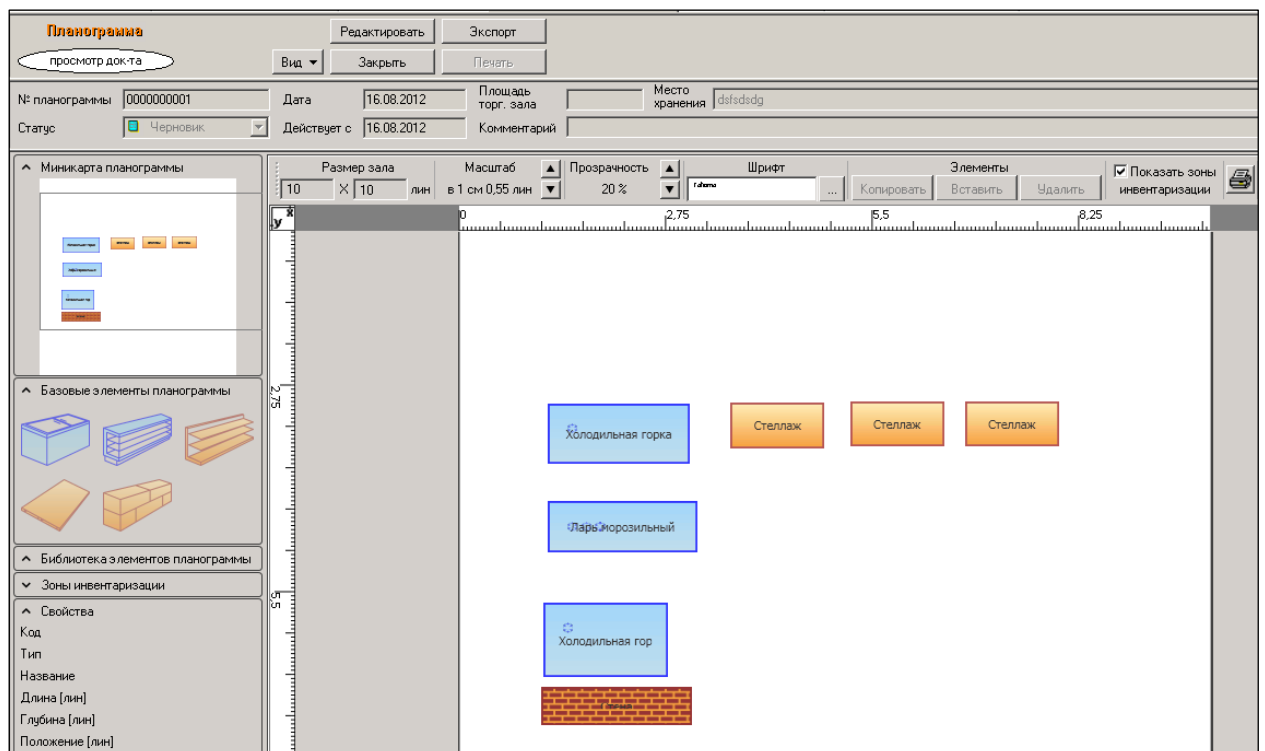 Планограмма
Редактировать
Экспорт
просмотр док-та
Вид
Закрыть
Печать
№ планограммы 0000000001
Дата 16.08.2012
Площадь торг. зала
Место хранения dsfsdsdg
Статус Черновик
Действует с 16.08.2012
Комментарий
Миникарта планограммы
Размер зала
10 X 10 лин
Масштаб
в 1 см 0,55 лин
Прозрачность
20 %
Шрифт
Tahoma
...
Элементы
Копировать Вставить Удалить
Показать зоны
инвентаризации
y x
0 2,75 5,5 8,25
2,75
5,5
Базовые элементы планограммы
Библиотека элементов планограммы
Зоны инвентаризации
Свойства
Код
Тип
Название
Длина [лин]
Глубина [лин]
Положение [лин]
Холодильная горка
Стеллаж
Стеллаж
Стеллаж
Ларь морозильный
Холодильная гор